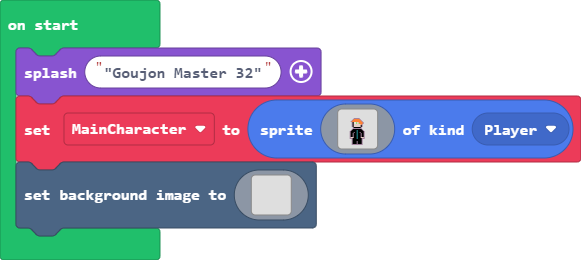 on start
splash ""Goujon Master 32""
set MainCharacter to sprite of kind Player
set background image to